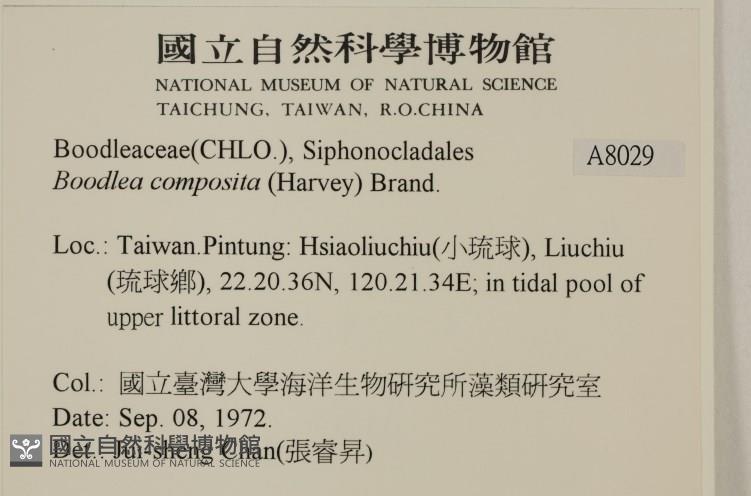 國立自然科學博物館
NATIONAL MUSEUM OF NATURAL SCIENCE
TAICHUNG, TAIWAN, R.O.CHINA
Boodleaceae(CHLO.), Siphonocladales
A8029
Boodlea composita (Harvey) Brand.
Loc.: Taiwan.Pintung: Hsiaoliuchiu(小琉球), Liuchiu
(琉球鄉), 22.20.36N, 120.21.34E; in tidal pool of
upper littoral zone.
Col.: 國立臺灣大學海洋生物研究所藻類研究室
Date: Sep. 08, 1972.
Det.: Jui-sheng Chan(張睿昇)
國立自然科學博物館
NATIONAL MUSEUM OF NATURAL SCIENCE